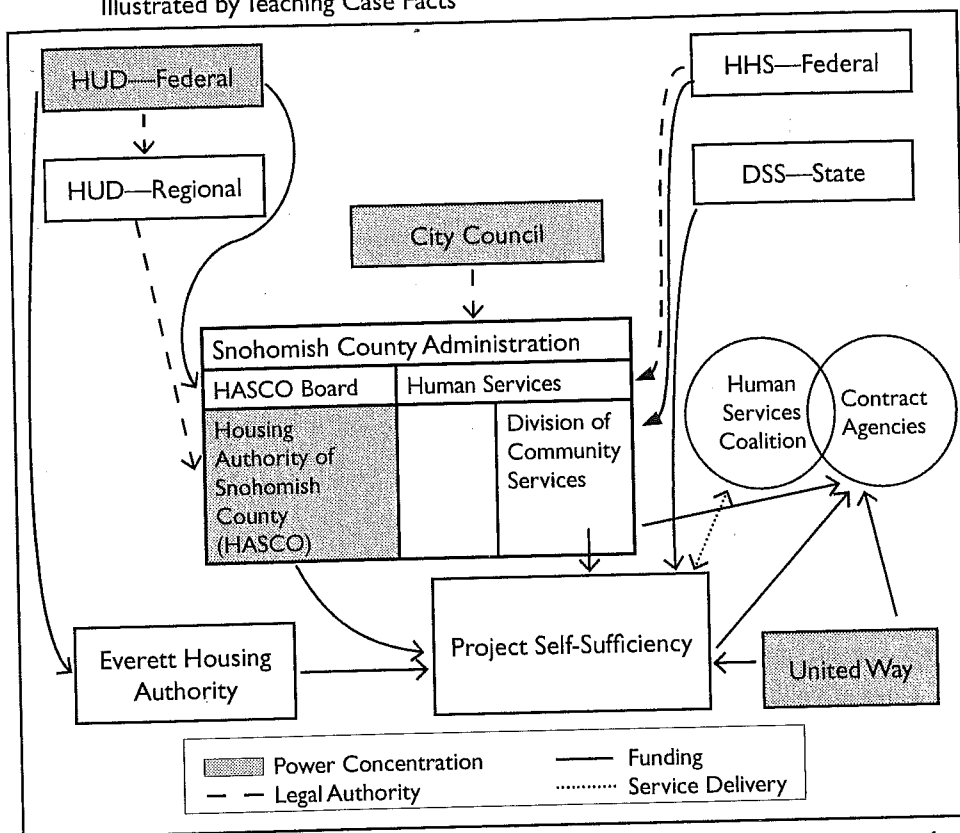 Illustrated by Teaching Case Facts
HUD—Federal
HHS—Federal
HUD—Regional
DSS—State
City Council
Snohomish County Administration
HASCO Board
Human Services
Housing
Authority of
Snohomish
County
(HASCO)
Division of
Community
Services
Human
Services
Coalition
Contract
Agencies
Everett Housing
Authority
Project Self-Sufficiency
United Way
Power Concentration
Funding
Legal Authority
Service Delivery